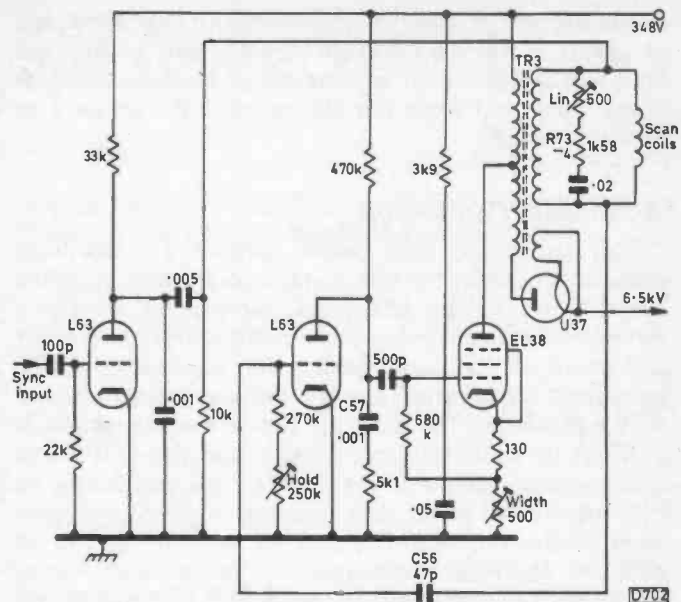 348V
TR3
Lin
500
33k
470k
3k9
R73
-4
1k58
Scan
coils
·02
·005
6·5kV
U37
L63
L63
EL38
100p
500p
Sync
input
·001
270k
C57
·001
680
k
130
10k
22k
Hold
250k
5k1
·05
Width
500
C56
47p
D702